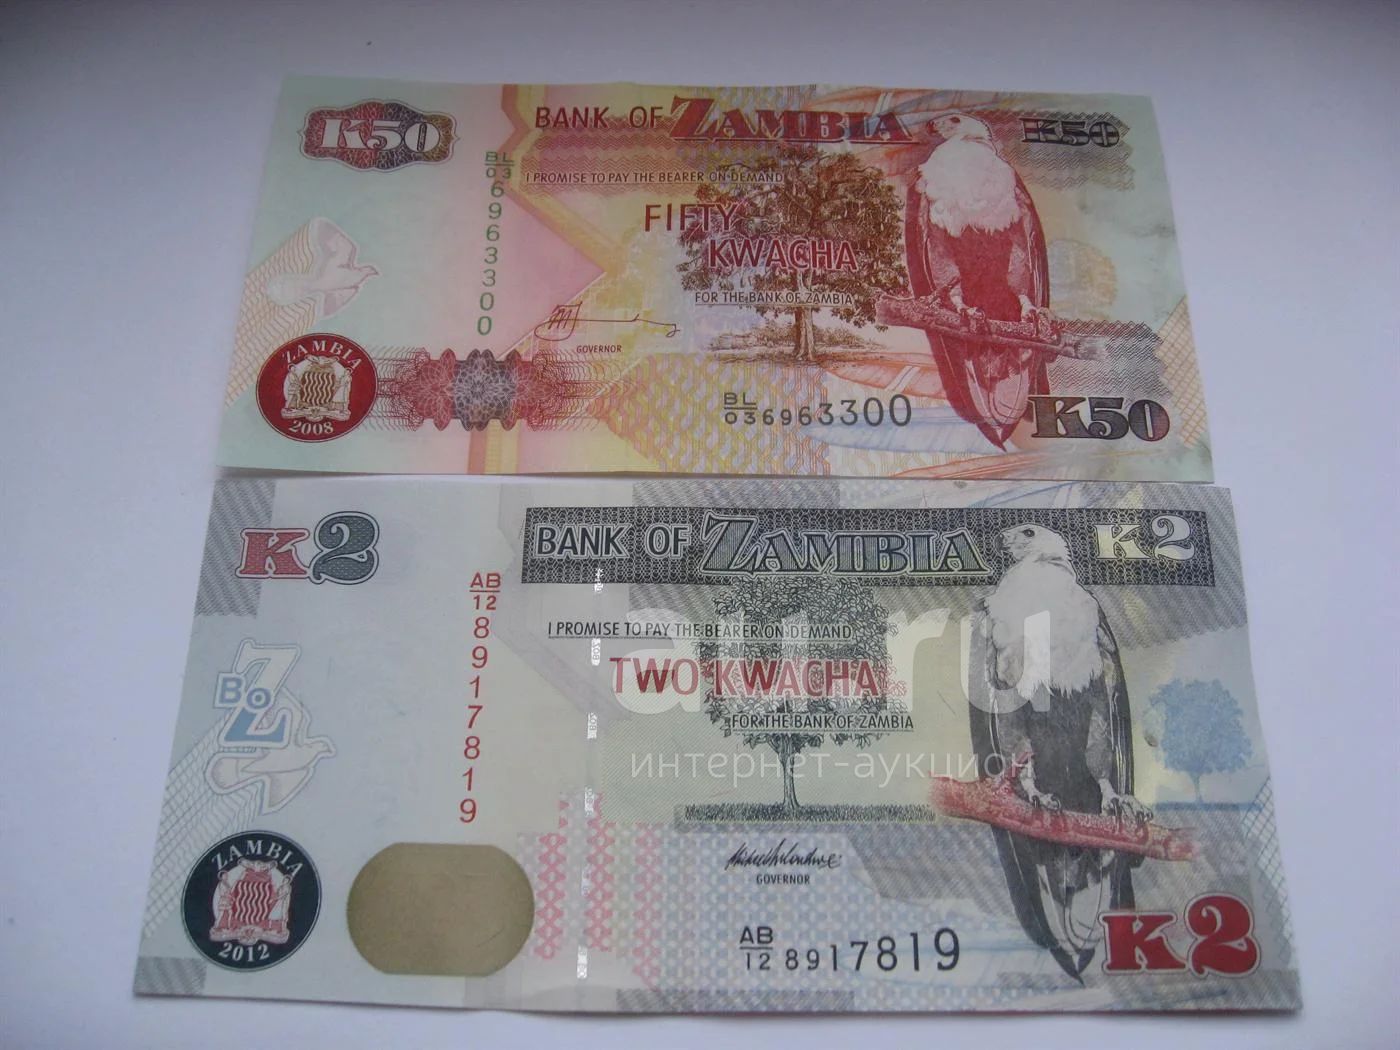 K50
BANK OF ZAMBIA
K50
BL/03 6963300
I PROMISE TO PAY THE BEARER ON DEMAND
FIFTY
KWACHA
FOR THE BANK OF ZAMBIA
GOVERNOR
ZAMBIA
2008
BL/03 6963300
K50
K2
BANK OF ZAMBIA
K2
AB/12 8917819
I PROMISE TO PAY THE BEARER ON DEMAND
TWO KWACHA
FOR THE BANK OF ZAMBIA
BoZ
интернет-аукцион
GOVERNOR
ZAMBIA
2012
AB/12 8917819
K2